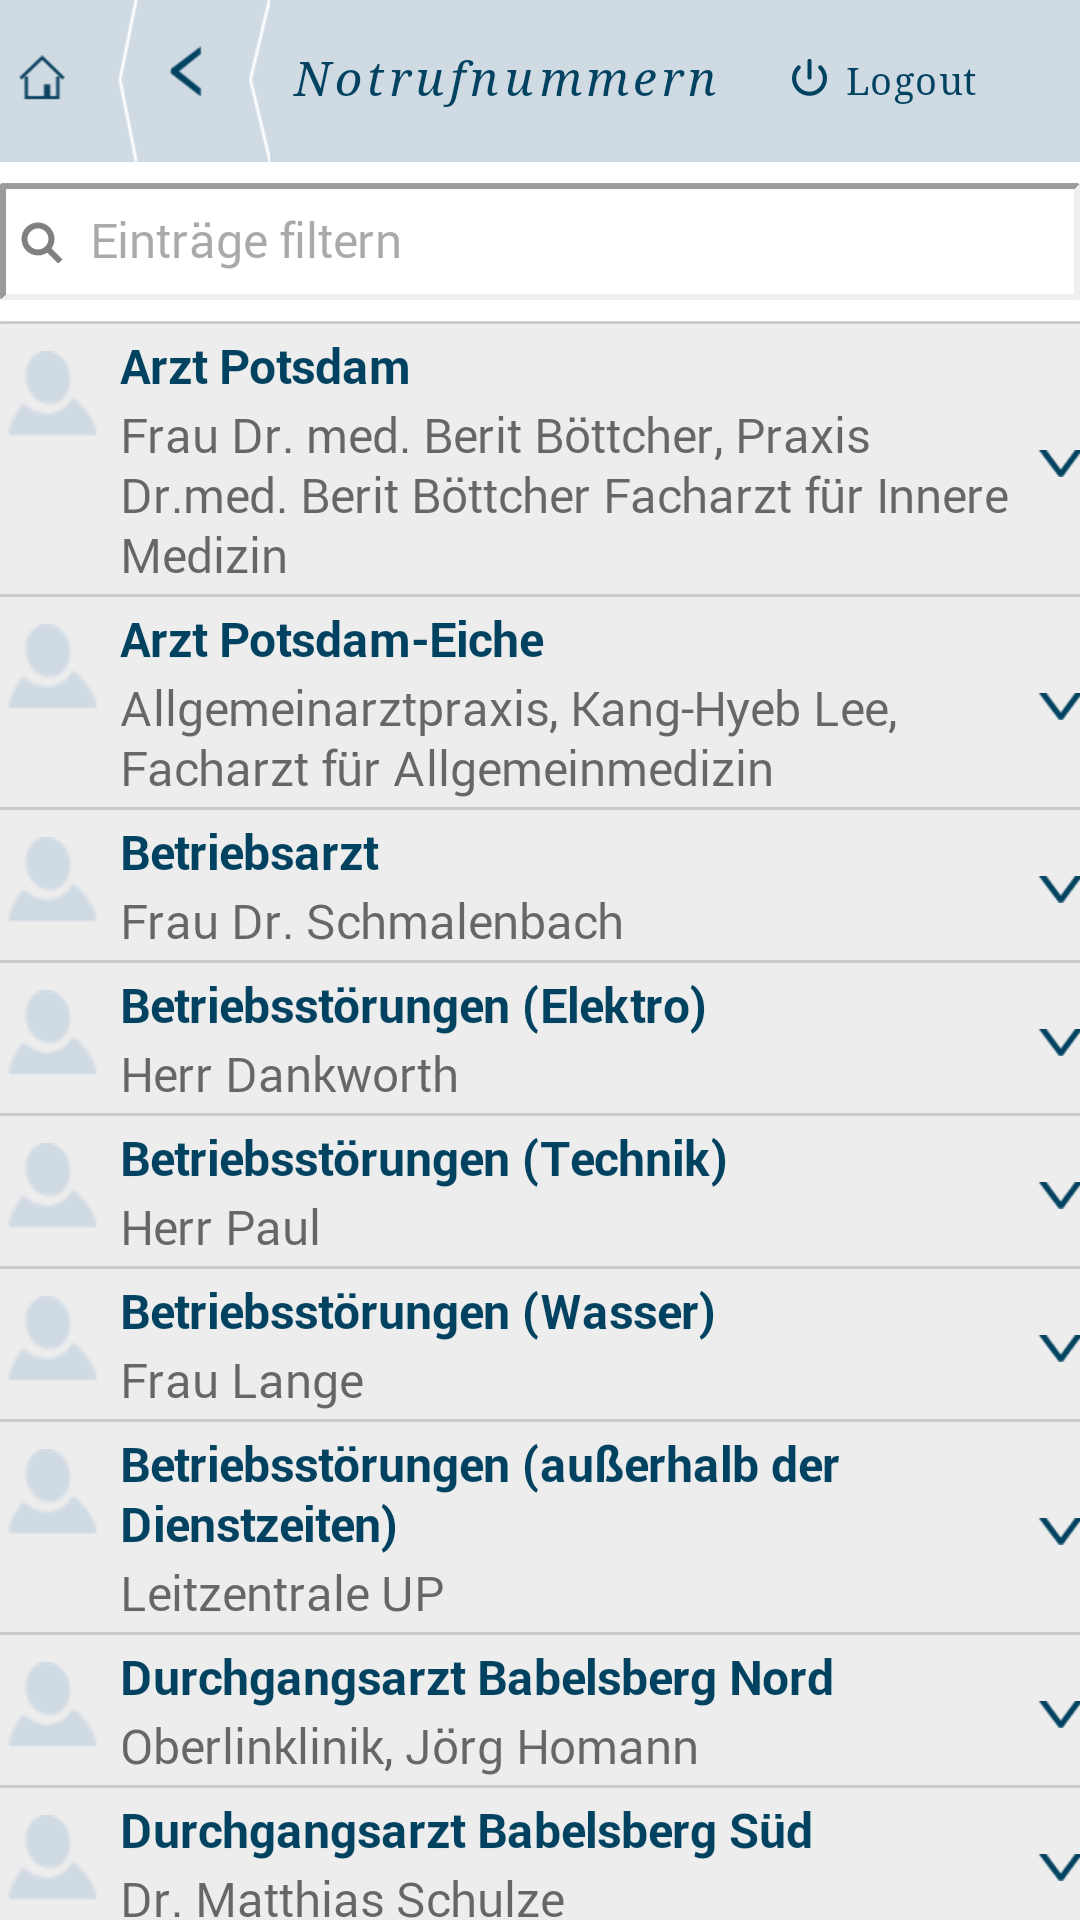 Notrufnummern
Logout
Einträge filtern
Arzt Potsdam
Frau Dr. med. Berit Böttcher, Praxis
Dr.med. Berit Böttcher Facharzt für Innere
Medizin
Arzt Potsdam-Eiche
Allgemeinarztpraxis, Kang-Hyeb Lee,
Facharzt für Allgemeinmedizin
Betriebsarzt
Frau Dr. Schmalenbach
Betriebsstörungen (Elektro)
Herr Dankworth
Betriebsstörungen (Technik)
Herr Paul
Betriebsstörungen (Wasser)
Frau Lange
Betriebsstörungen (außerhalb der
Dienstzeiten)
Leitzentrale UP
Durchgangsarzt Babelsberg Nord
Oberlinklinik, Jörg Homann
Durchgangsarzt Babelsberg Süd
Dr. Matthias Schulze